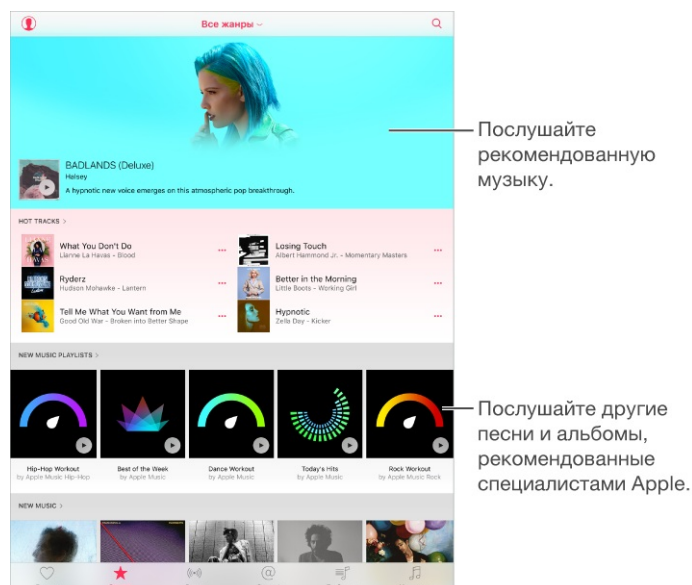 Все жанры
BADLANDS (Deluxe)
Halsey
A hypnotic new voice emerges on this atmospheric pop breakthrough.
Послушайте
рекомендованную
музыку.
HOT TRACKS >
What You Don't Do
Lianne La Havas - Blood
Losing Touch
Albert Hammond Jr. - Momentary Masters
Ryderz
Hudson Mohawke - Lantern
Better in the Morning
Little Boots - Working Girl
Tell Me What You Want from Me
Good Old War - Broken into Better Shape
Hypnotic
Zella Day - Kicker
NEW MUSIC PLAYLISTS >
Hip-Hop Workout
by Apple Music Hip-Hop
Best of the Week
by Apple Music
Dance Workout
by Apple Music
Today's Hits
by Apple Music
Rock Workout
by Apple Music Rock
Послушайте другие
песни и альбомы,
рекомендованные
специалистами Apple.
NEW MUSIC >